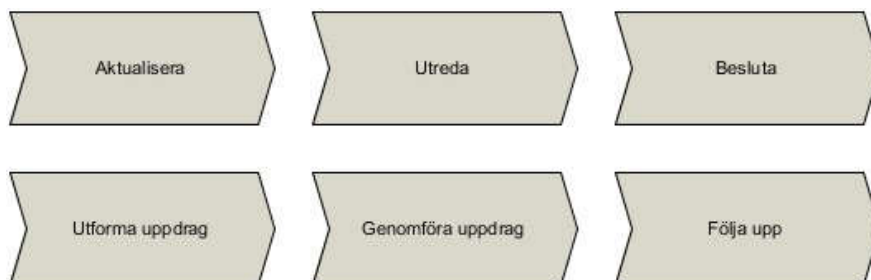 Aktualisera
Utreda
Besluta
Utforma uppdrag
Genomföra uppdrag
Följa upp